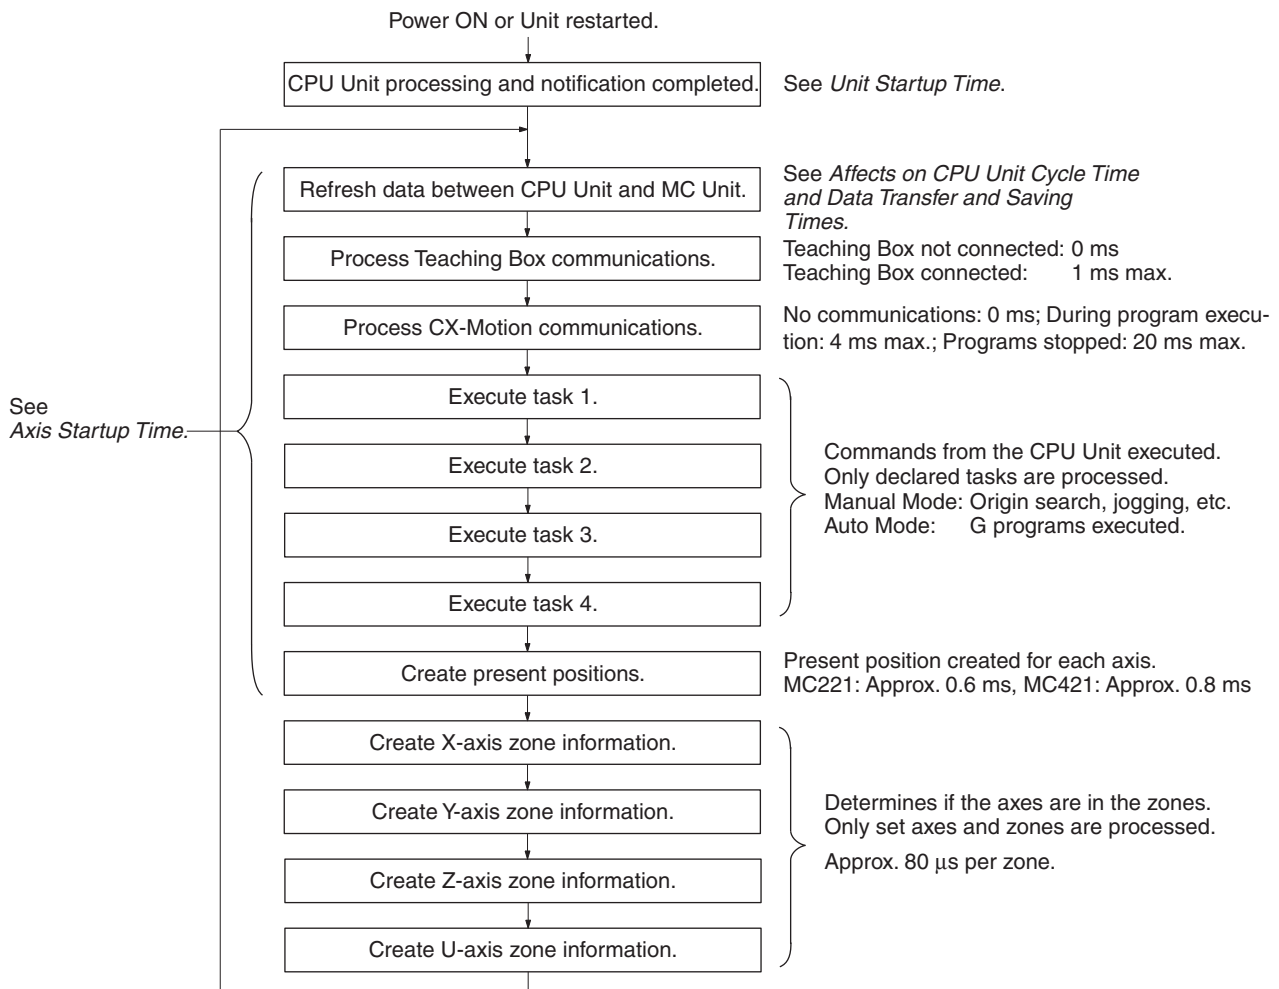 Power ON or Unit restarted.
CPU Unit processing and notification completed.
See Unit Startup Time.
Refresh data between CPU Unit and MC Unit.
See Affects on CPU Unit Cycle Time
and Data Transfer and Saving
Times.
Process Teaching Box communications.
Teaching Box not connected: 0 ms
Teaching Box connected: 1 ms max.
Process CX-Motion communications.
No communications: 0 ms; During program execu-
tion: 4 ms max.; Programs stopped: 20 ms max.
Execute task 1.
See
Axis Startup Time.
Execute task 2.
Execute task 3.
Execute task 4.
Commands from the CPU Unit executed.
Only declared tasks are processed.
Manual Mode: Origin search, jogging, etc.
Auto Mode: G programs executed.
Create present positions.
Present position created for each axis.
MC221: Approx. 0.6 ms, MC421: Approx. 0.8 ms
Create X-axis zone information.
Create Y-axis zone information.
Create Z-axis zone information.
Create U-axis zone information.
Determines if the axes are in the zones.
Only set axes and zones are processed.
Approx. 80 μs per zone.